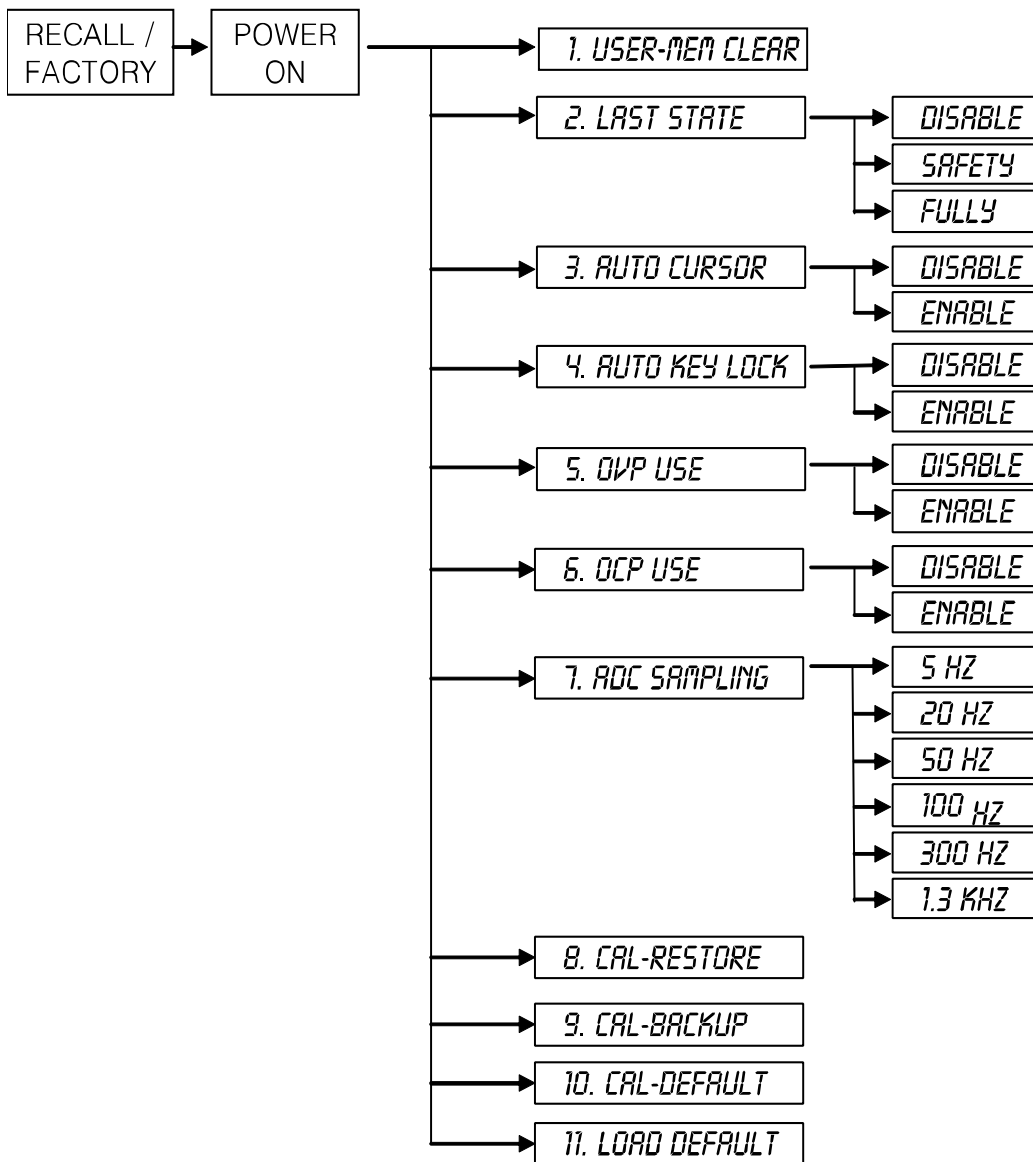 RECALL /
FACTORY
POWER
ON
1. USER-MEM CLEAR
2. LAST STATE
DISABLE
SAFETY
FULLY
3. AUTO CURSOR
DISABLE
ENABLE
4. AUTO KEY LOCK
DISABLE
ENABLE
5. OVP USE
DISABLE
ENABLE
6. OCP USE
DISABLE
ENABLE
7. ADC SAMPLING
5 HZ
20 HZ
50 HZ
100 HZ
300 HZ
1.3 KHZ
8. CAL-RESTORE
9. CAL-BACKUP
10. CAL-DEFAULT
11. LOAD DEFAULT